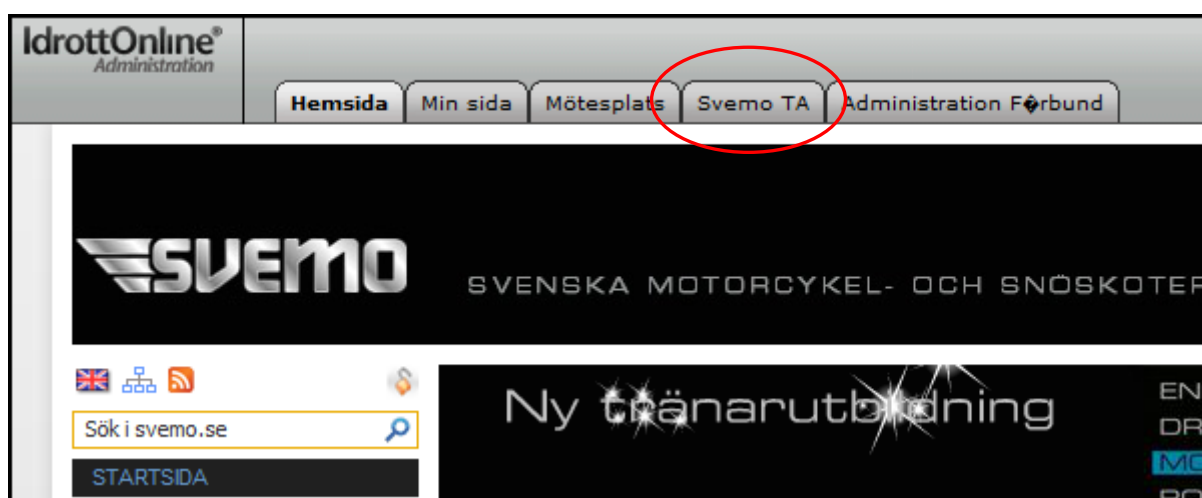 IdrottOnline®
Administration
Hemsida Min sida Mötesplats Svemo TA Administration F�rbund
SVEMO
SVENSKA MOTORCYKEL- OCH SNÖSKOTER
Ny tränarutbildning
EN
DR
MO
Sök i svemo.se
STARTSIDA